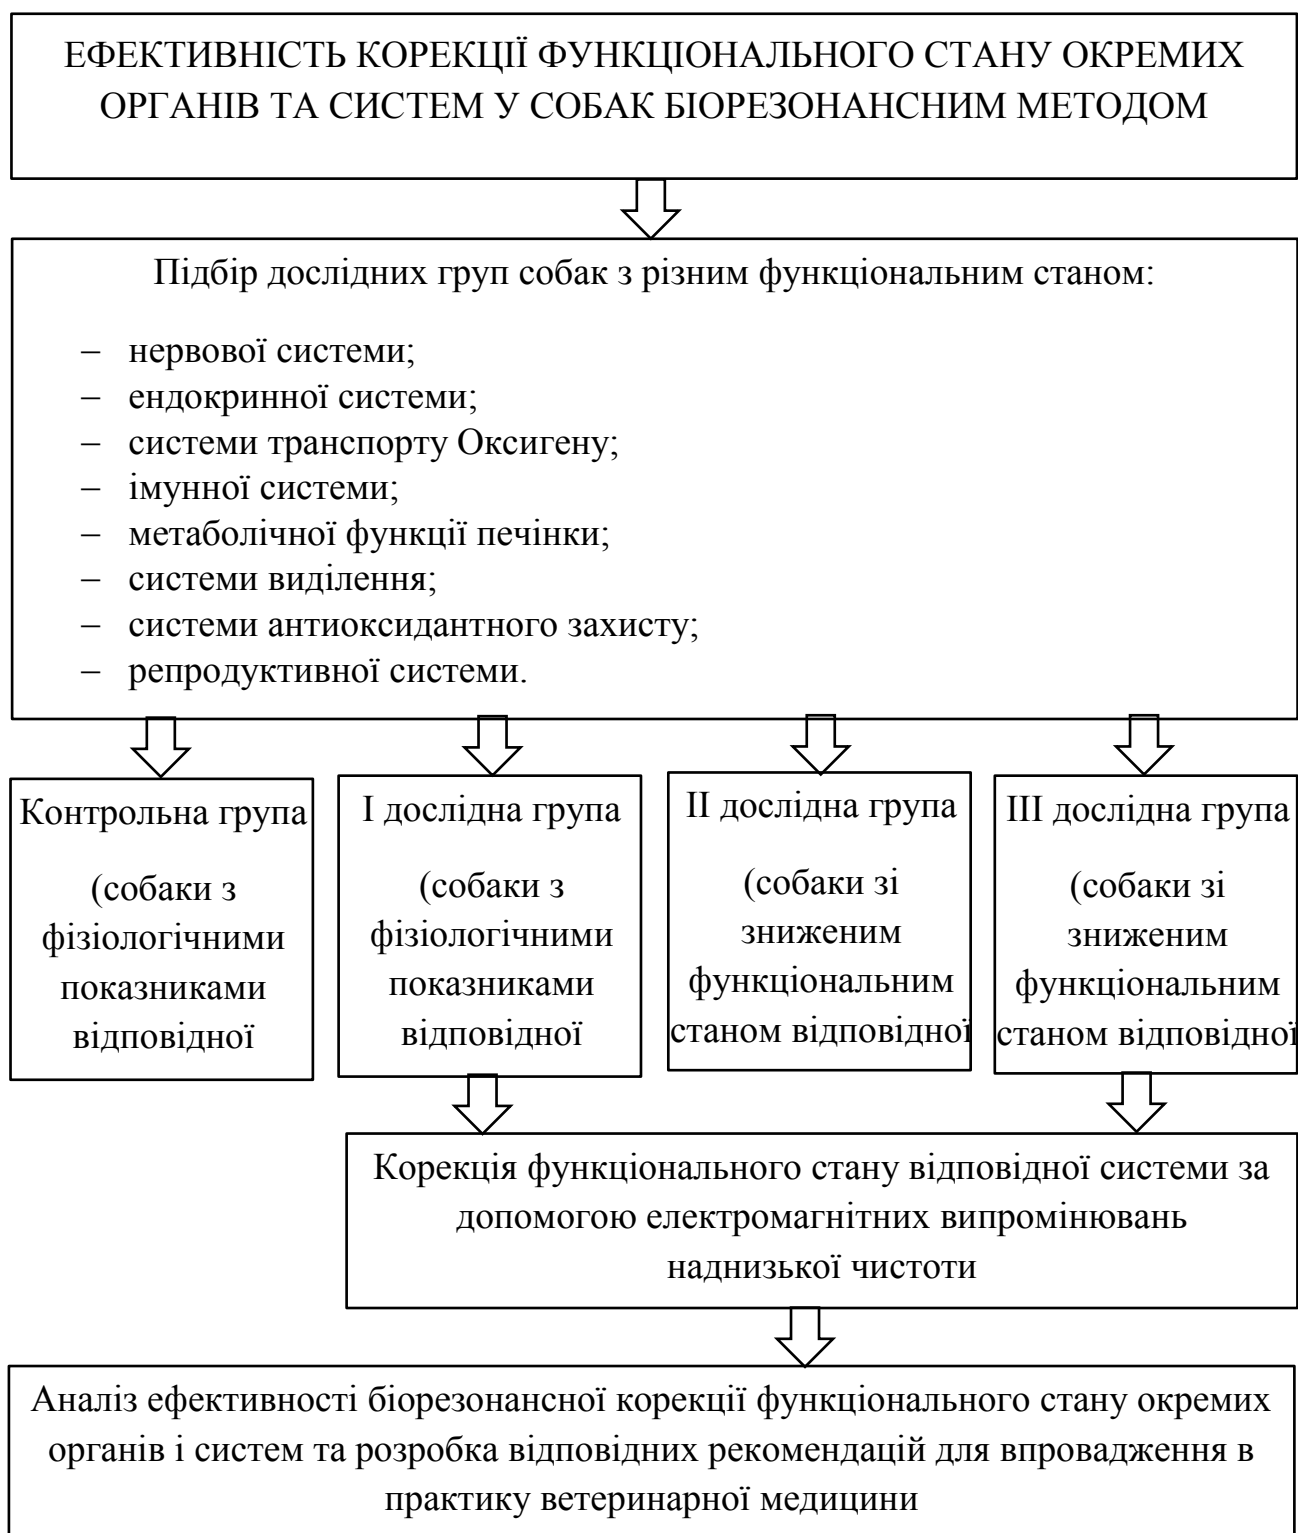 ЕФЕКТИВНІСТЬ КОРЕКЦІЇ ФУНКЦІОНАЛЬНОГО СТАНУ ОКРЕМИХ
ОРГАНІВ ТА СИСТЕМ У СОБАК БІОРЕЗОНАНСНИМ МЕТОДОМ
Підбір дослідних груп собак з різним функціональним станом:
– нервової системи;
– ендокринної системи;
– системи транспорту Оксигену;
– імунної системи;
– метаболічної функції печінки;
– системи виділення;
– системи антиоксидантного захисту;
– репродуктивної системи.
Контрольна група
(собаки з
фізіологічними
показниками
відповідної
І дослідна група
(собаки з
фізіологічними
показниками
відповідної
ІІ дослідна група
(собаки зі
зниженим
функціональним
станом відповідної
ІІІ дослідна група
(собаки зі
зниженим
функціональним
станом відповідної
Корекція функціонального стану відповідної системи за
допомогою електромагнітних випромінювань
наднизької чистоти
Аналіз ефективності біорезонансної корекції функціонального стану окремих
органів і систем та розробка відповідних рекомендацій для впровадження в
практику ветеринарної медицини